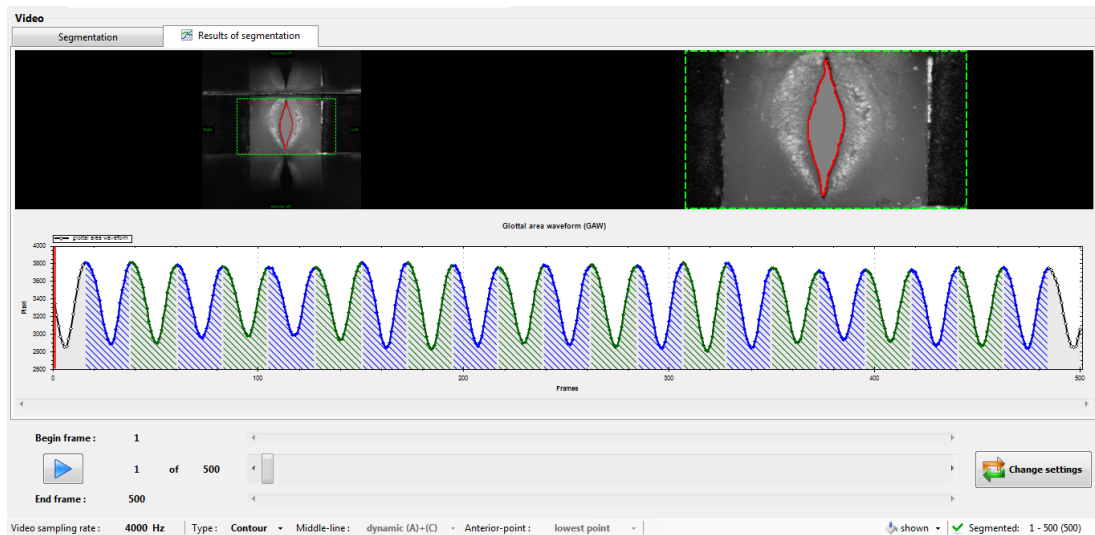 Video
Segmentation Results of segmentation
Right Left
Glottal area waveform (GAW)
glottal area waveform
4000
3800
3600
3400
3200
3000
2800
2600
Pixel
0 100 200 300 400 500
Frames
Begin frame : 1
1 of 500
Change settings
End frame : 500
Video sampling rate : 4000 Hz Type : Contour Middle-line : dynamic (A)+(C) Anterior-point : lowest point shown Segmented: 1 - 500 (500)